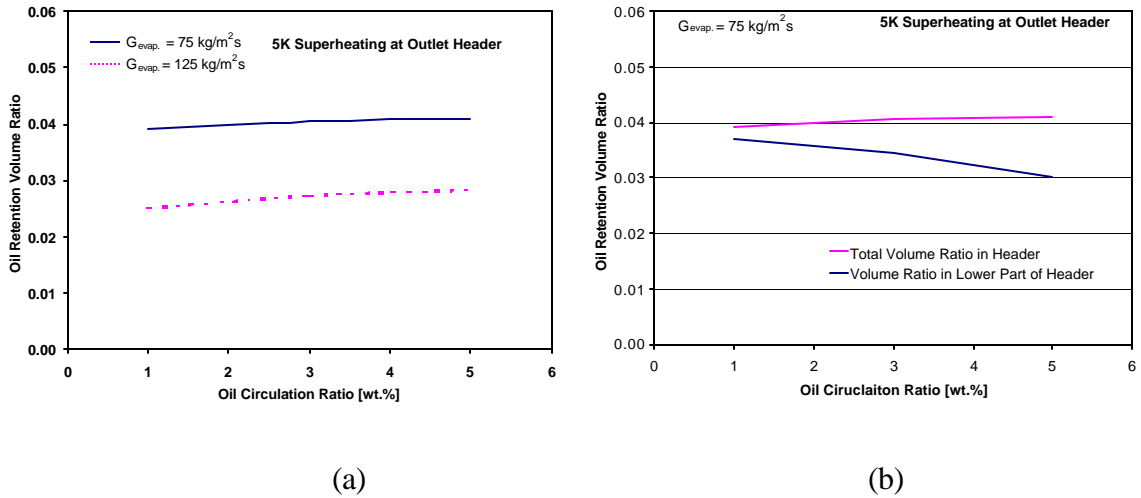 0.06
0.05
0.04
0.03
0.02
0.01
0.00
Oil Retention Volume Ratio
G evap. = 75 kg/m²s
G evap. = 125 kg/m²s
5K Superheating at Outlet Header
0 1 2 3 4 5 6
Oil Circulation Ratio [wt.%]
(a)
0.06
0.05
0.04
0.03
0.02
0.01
0.00
Oil Retention Volume Ratio
G evap. = 75 kg/m²s
5K Superheating at Outlet Header
Total Volume Ratio in Header
Volume Ratio in Lower Part of Header
0 1 2 3 4 5 6
Oil Ciruclaiton Ratio [wt.%]
(b)